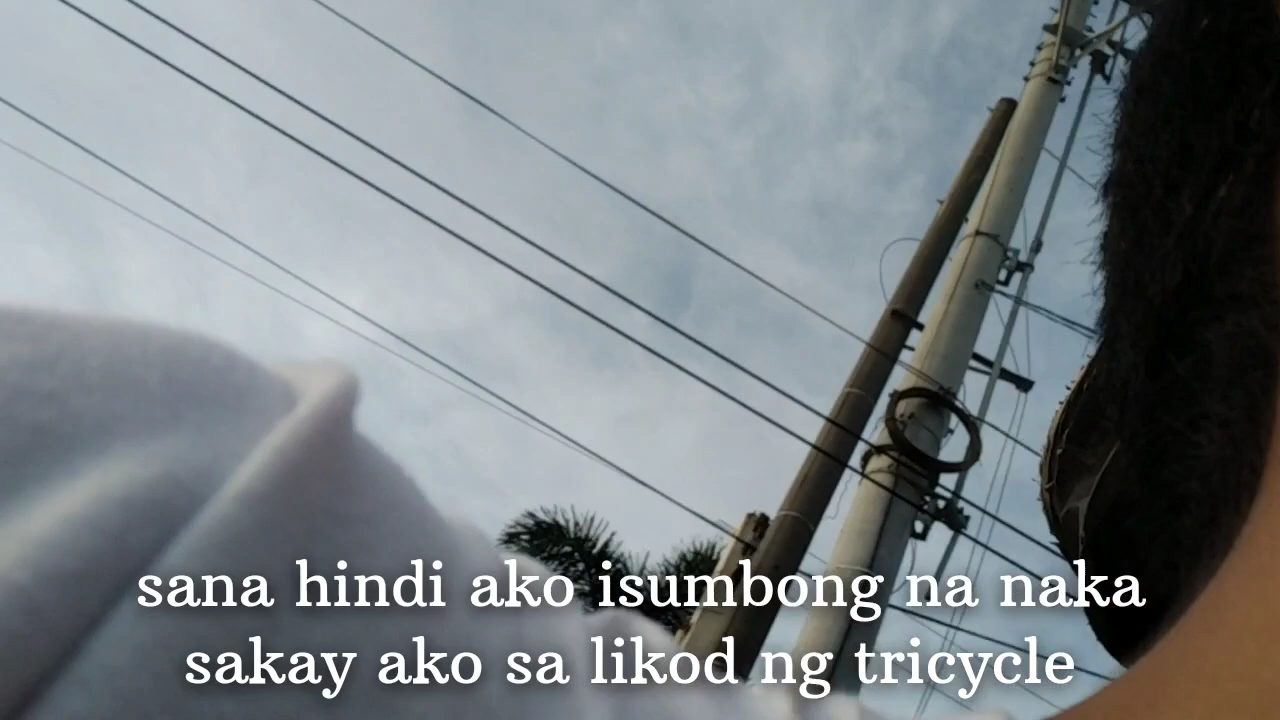 sana hindi ako isumbong na naka
sakay ako sa likod ng tricycle